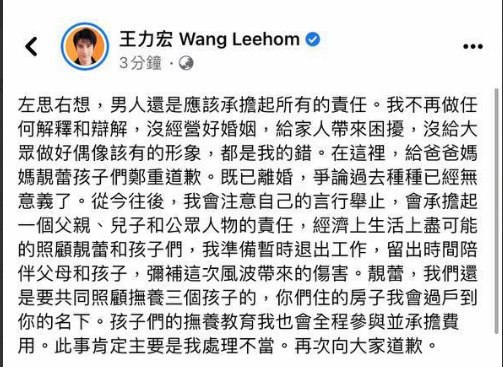 王力宏 Wang Leehom
3分鐘 ·
左思右想，男人還是應該承擔起所有的責任。我不再做任
何解釋和辯解，沒經營好婚姻，給家人帶來困擾，沒給大
眾做好偶像該有的形象，都是我的錯。在這裡，給爸爸媽
媽靚蕾孩子們鄭重道歉。既已離婚，爭論過去種種已經無
意義了。從今往後，我會注意自己的言行舉止，會承擔起
一個父親、兒子和公眾人物的責任，經濟上生活上盡可能
的照顧靚蕾和孩子們，我準備暫時退出工作，留出時間陪
伴父母和孩子，彌補這次風波帶來的傷害。靚蕾，我們還
是要共同照顧撫養三個孩子的，你們住的房子我會過戶到
你的名下。孩子們的撫養教育我也會全程參與並承擔費
用。此事肯定主要是我處理不當。再次向大家道歉。